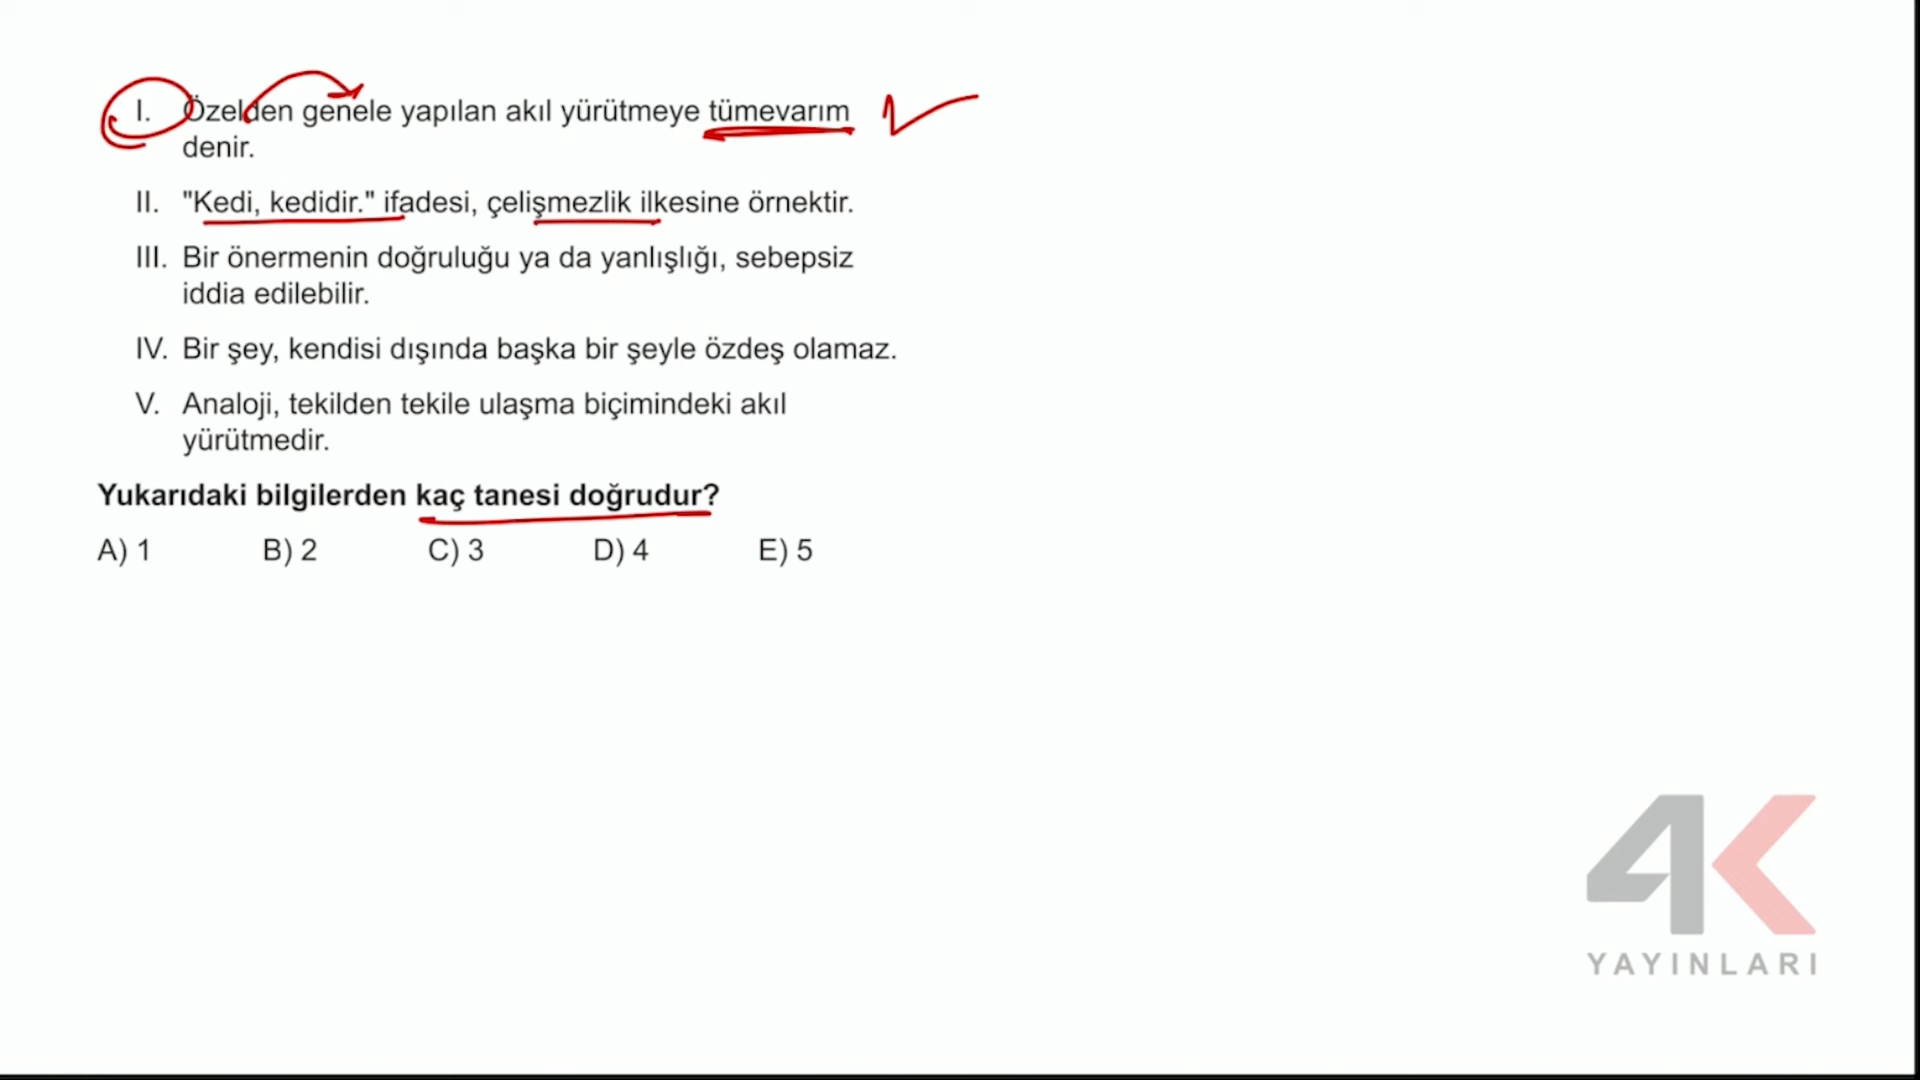 I. Özelden genele yapılan akıl yürütmeye tümevarım
denir.
II. "Kedi, kedidir." ifadesi, çelişmezlik ilkesine örnektir.
III. Bir önermenin doğruluğu ya da yanlışlığı, sebepsiz
iddia edilebilir.
IV. Bir şey, kendisi dışında başka bir şeyle özdeş olamaz.
V. Analoji, tekilden tekile ulaşma biçimindeki akıl
yürütmedir.
Yukarıdaki bilgilerden kaç tanesi doğrudur?
A) 1 B) 2 C) 3 D) 4 E) 5
4K
YAYINLARI